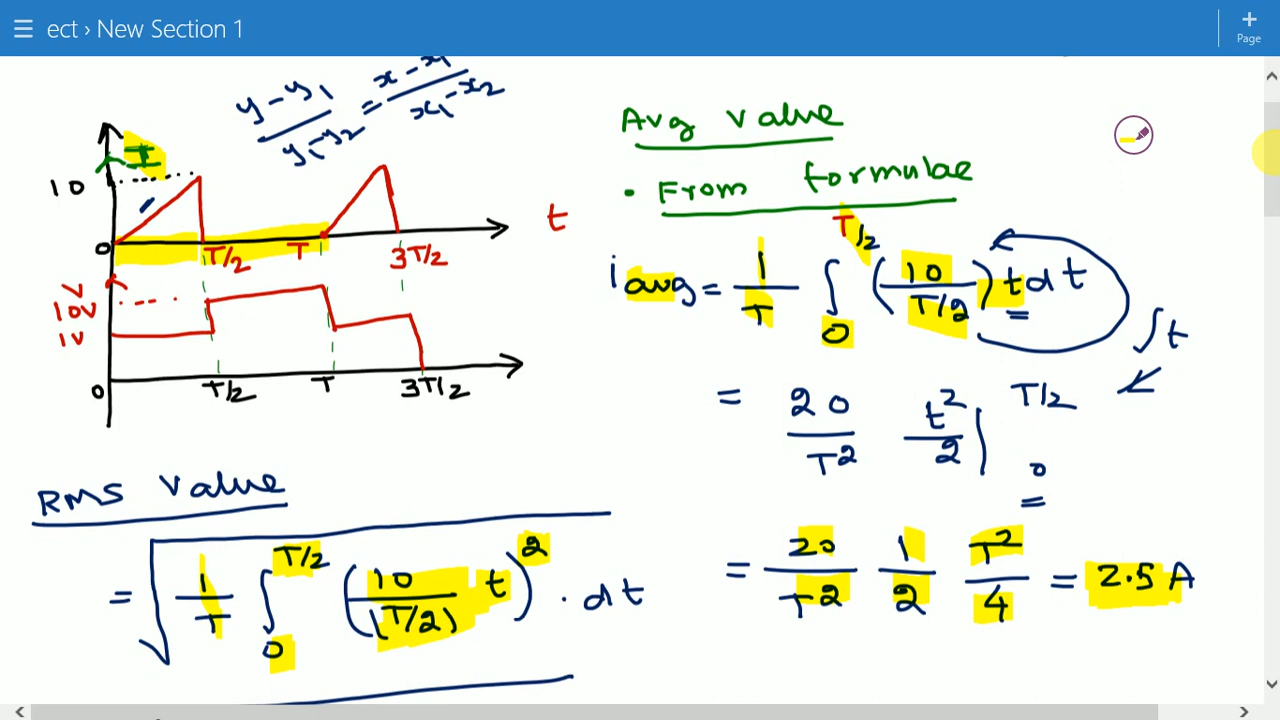 ect › New Section 1
+
Page
y-y₁/y₁-y₂ = x-x₁/x₁-x₂
I
10
0
T/2
T
3T/2
t
V
10V
1V
0
T/2
T
3T/2
Avg value
• From formulae
i avg = 1/T ∫₀^T/2 (10/T/2) t dt
∫t
= 20/T² t²/2 |₀^T/2
=
= 20/T² 1/2 T²/4 = 2.5 A
RMS Value
= √ 1/T ∫₀^T/2 (10/(T/2) t)² . dt